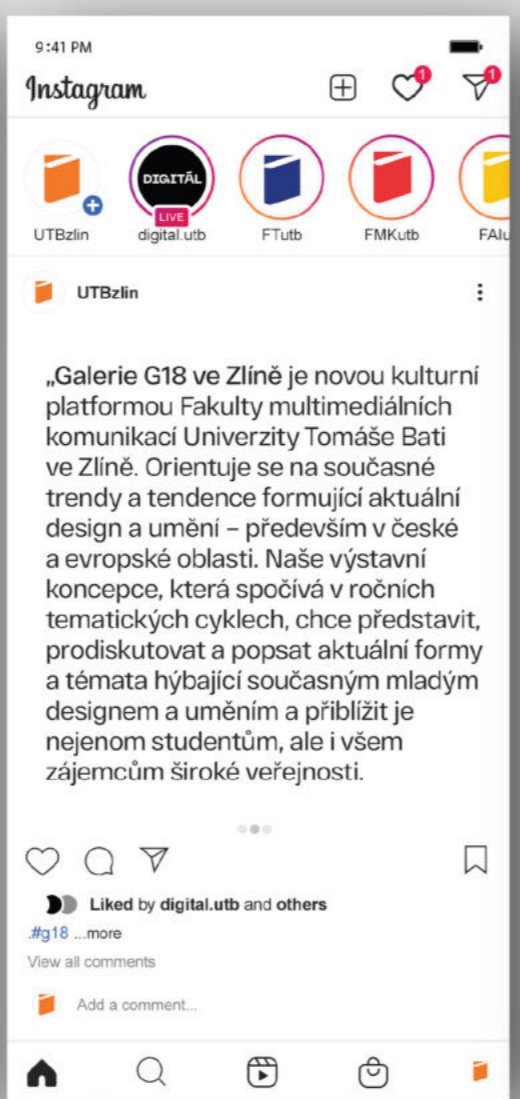 9:41 PM
Instagram
1
1
DIGITĀL
LIVE
UTBzlin
digital.utb
FTutb
FMKutb
FAIu
UTBzlin
„Galerie G18 ve Zlíně je novou kulturní
platformou Fakulty multimediálních
komunikací Univerzity Tomáše Bati
ve Zlíně. Orientuje se na současné
trendy a tendence formující aktuální
design a umění – především v české
a evropské oblasti. Naše výstavní
koncepce, která spočívá v ročních
tematických cyklech, chce představit,
prodiskutovat a popsat aktuální formy
a témata hýbající současným mladým
designem a uměním a přiblížit je
nejenom studentům, ale i všem
zájemcům široké veřejnosti.
Liked by digital.utb and others
.#g18 ...more
View all comments
Add a comment...